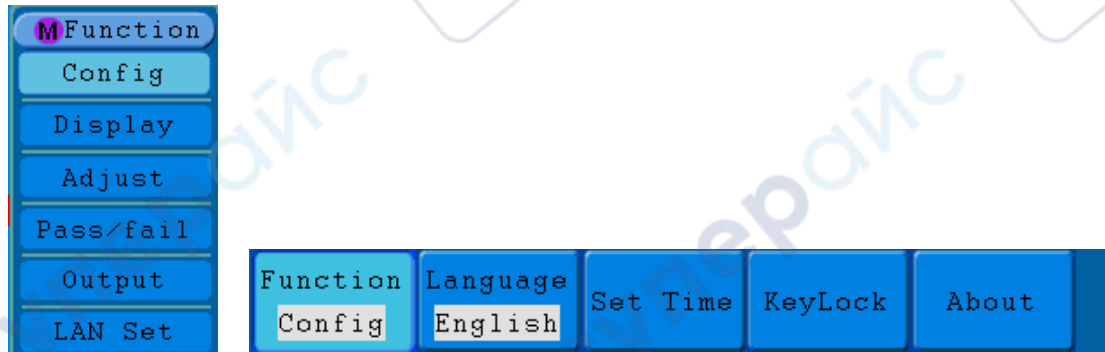 MFunction
Config
Display
Adjust
Pass/fail
Output
LAN Set
Function
Config
Language
English
Set Time
KeyLock
About